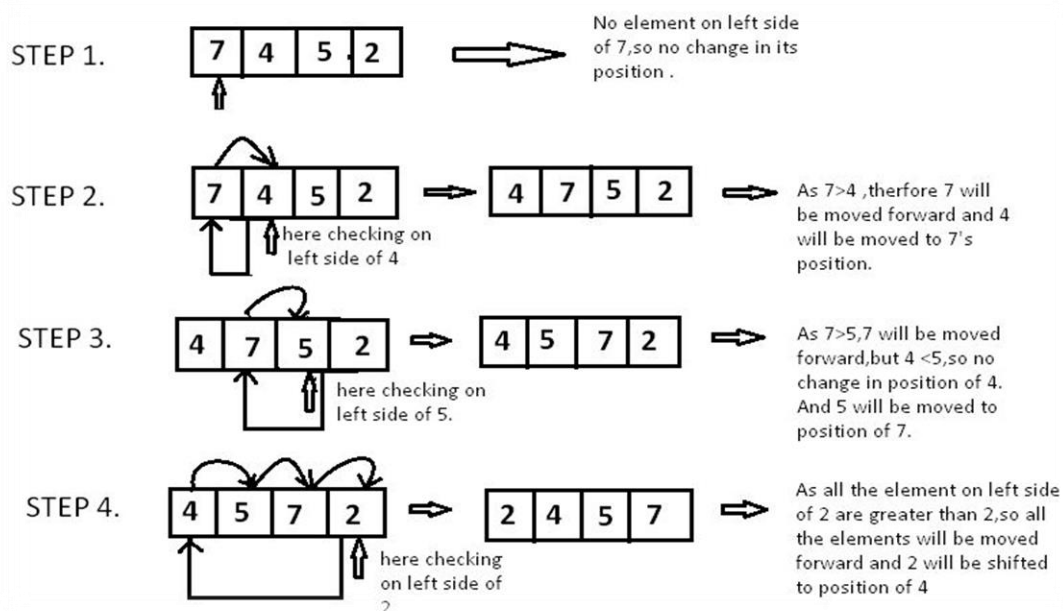 STEP 1.
7 4 5 2
No element on left side
of 7,so no change in its
position .
STEP 2.
7 4 5 2
here checking on
left side of 4
4 7 5 2
As 7>4 ,therfore 7 will
be moved forward and 4
will be moved to 7's
position.
STEP 3.
4 7 5 2
here checking on
left side of 5.
4 5 7 2
As 7>5,7 will be moved
forward,but 4 <5,so no
change in position of 4.
And 5 will be moved to
position of 7.
STEP 4.
4 5 7 2
here checking
on left side of
2
2 4 5 7
As all the element on left side
of 2 are greater than 2,so all
the elements will be moved
forward and 2 will be shifted
to position of 4